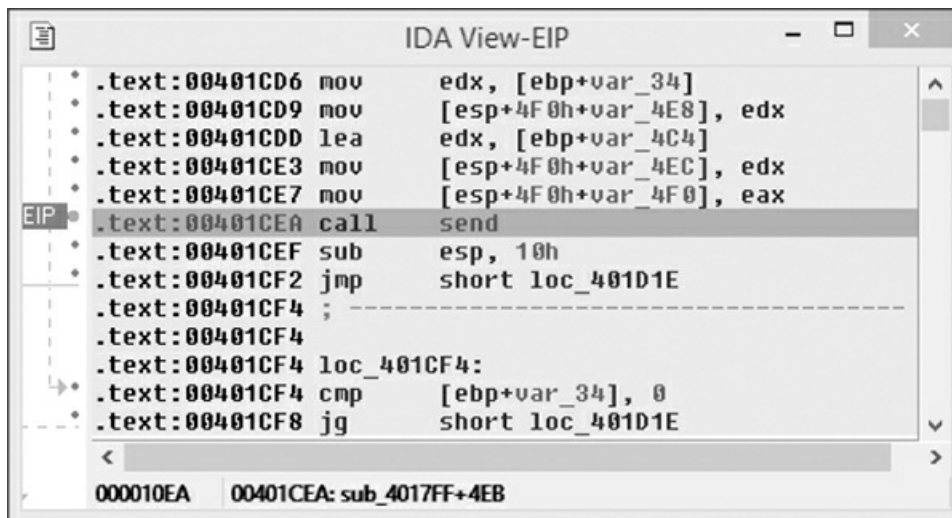 IDA View-EIP
.text:00401CD6 mov edx, [ebp+var_34]
.text:00401CD9 mov [esp+4F0h+var_4E8], edx
.text:00401CDD lea edx, [ebp+var_4C4]
.text:00401CE3 mov [esp+4F0h+var_4EC], edx
.text:00401CE7 mov [esp+4F0h+var_4F0], eax
EIP .text:00401CEA call send
.text:00401CEF sub esp, 10h
.text:00401CF2 jmp short loc_401D1E
.text:00401CF4 ; ---------------------------------------
.text:00401CF4
.text:00401CF4 loc_401CF4:
.text:00401CF4 cmp [ebp+var_34], 0
.text:00401CF8 jg short loc_401D1E
000010EA 00401CEA: sub_4017FF+4EB